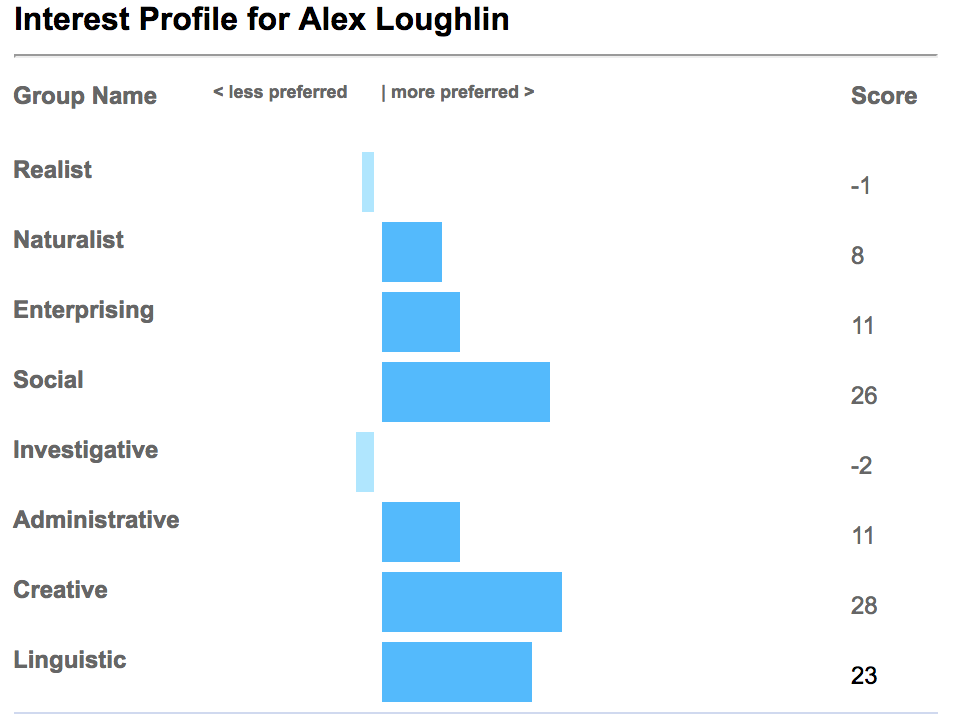 Interest Profile for Alex Loughlin
Group Name < less preferred | more preferred > Score
Realist -1
Naturalist 8
Enterprising 11
Social 26
Investigative -2
Administrative 11
Creative 28
Linguistic 23